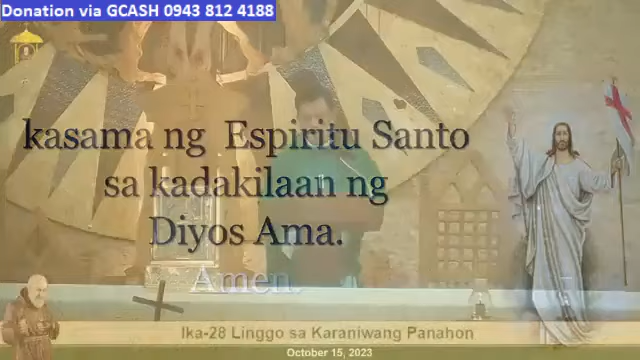 Donation via GCASH 0943 812 4188
kasama ng Espiritu Santo
sa kadakilaan ng
Diyos Ama.
Amen.
Ika-28 Linggo sa Karaniwang Panahon
October 15, 2023